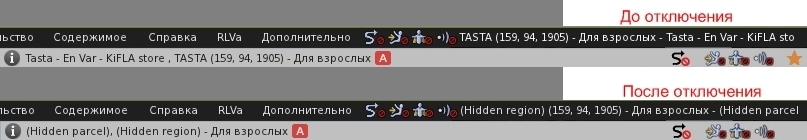 До отключения
льство Содержимое Справка RLVa Дополнительно TASTA (159, 94, 1905) - Для взрослых - Tasta - En Var - KiFLA sto
Tasta - En Var - KiFLA store , TASTA (159, 94, 1905) - Для взрослых A
После отключения
льство Содержимое Справка RLVa Дополнительно (Hidden region) (159, 94, 1905) - Для взрослых - (Hidden parcel
(Hidden parcel), (Hidden region) - Для взрослых A